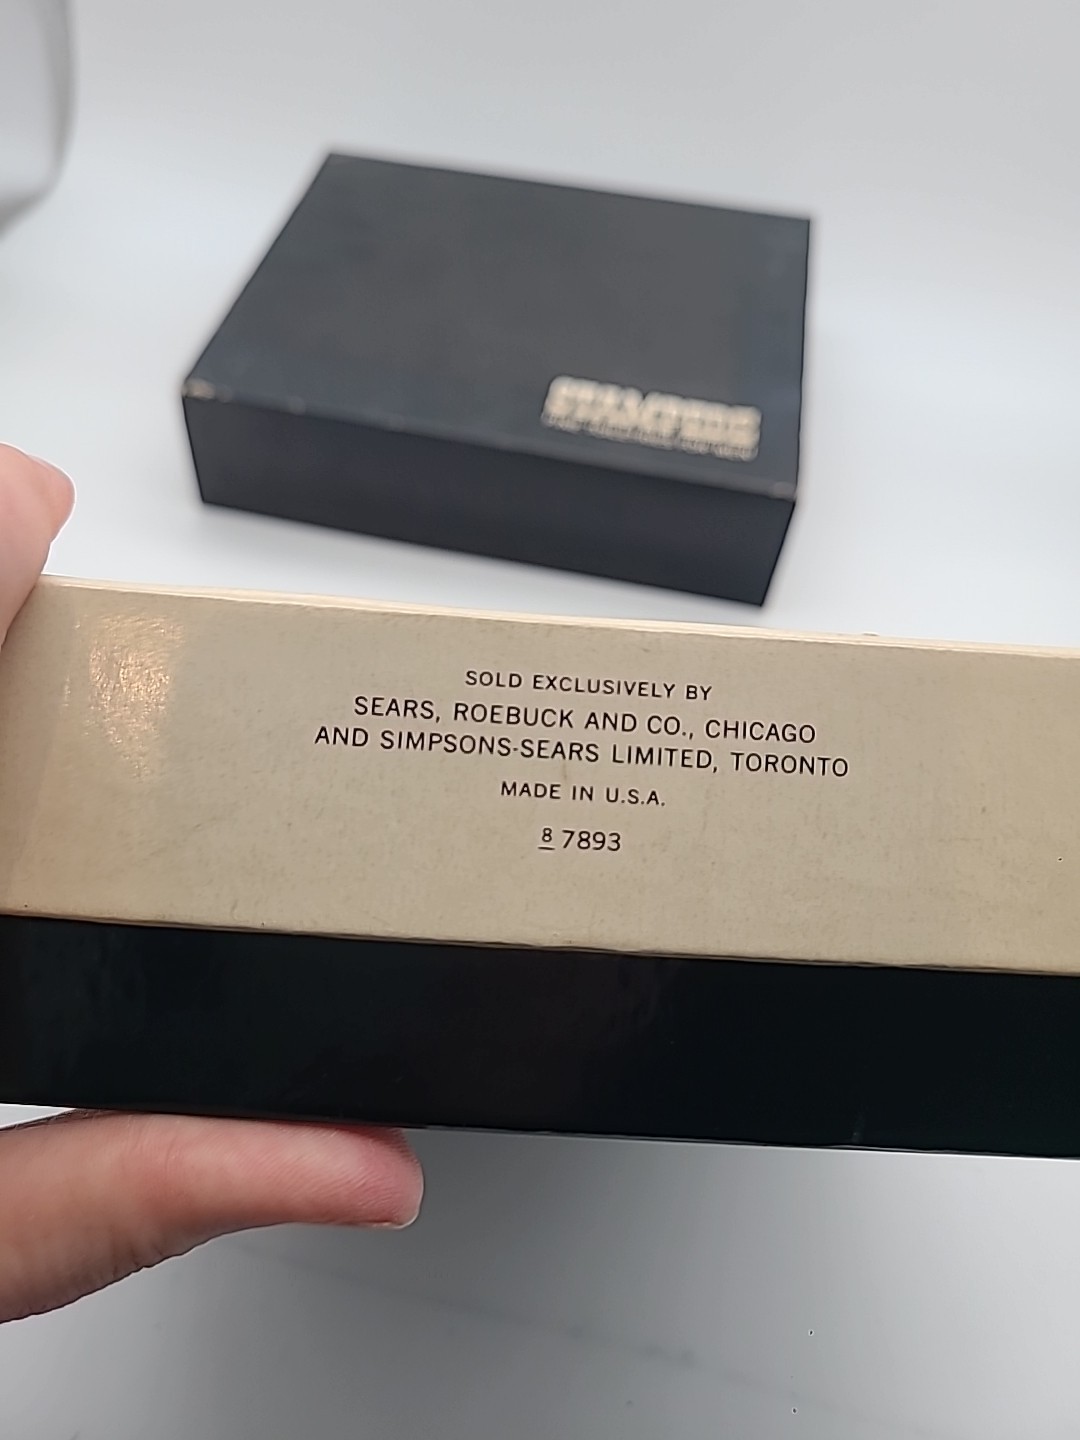 SOLD EXCLUSIVELY BY
SEARS, ROEBUCK AND CO., CHICAGO
AND SIMPSONS-SEARS LIMITED, TORONTO
MADE IN U.S.A.
8 7893